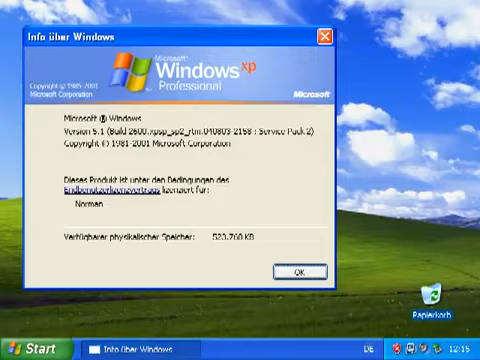 Info über Windows
Microsoft
Windows xp
Professional
Copyright © 1985-2001
Microsoft Corporation
Microsoft
Microsoft ® Windows
Version 5.1 (Build 2600.xpsp_sp2_rtm.040803-2158 : Service Pack 2)
Copyright © 1981-2001 Microsoft Corporation
Dieses Produkt ist unter den Bedingungen des
Endbenutzerlizenzvertrags lizenziert für:
Norman
Verfügbarer physikalischer Speicher: 523.760 KB
OK
Papierkorb
Start
Info über Windows
DE
12:15